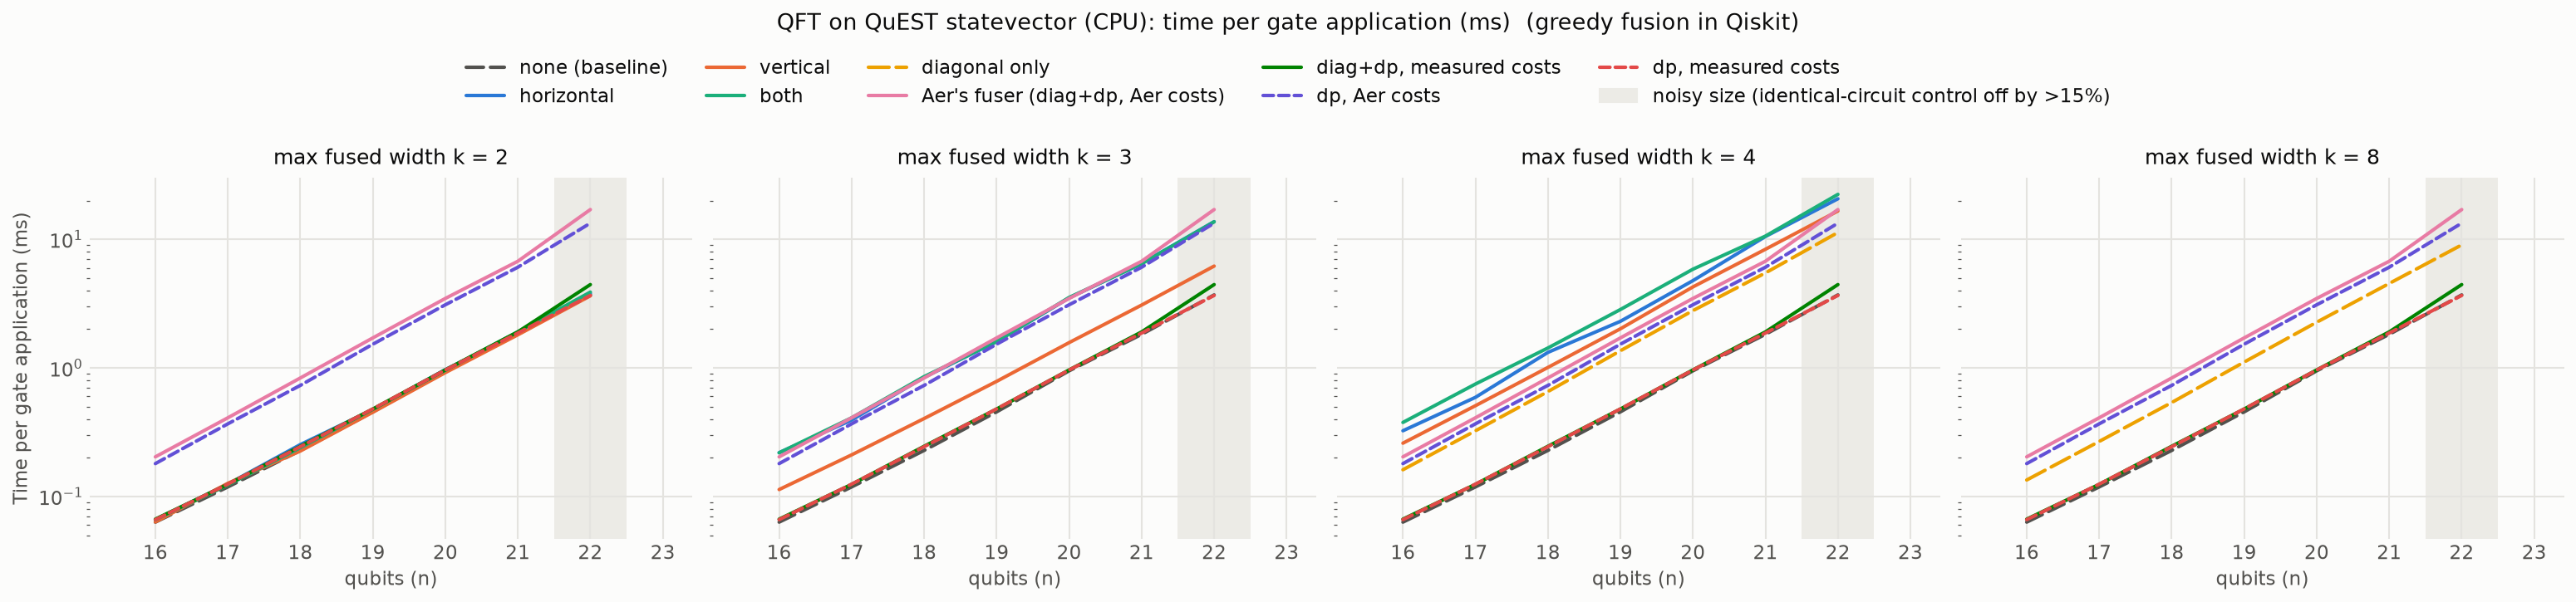 QFT on QuEST statevector (CPU): time per gate application (ms)  (greedy fusion in Qiskit)
none (baseline) vertical diagonal only diag+dp, measured costs dp, measured costs
horizontal both Aer's fuser (diag+dp, Aer costs) dp, Aer costs noisy size (identical-circuit control off by >15%)
max fused width k = 2 max fused width k = 3 max fused width k = 4 max fused width k = 8
Time per gate application (ms)
10¹
10⁰
10⁻¹
16 17 18 19 20 21 22 23 16 17 18 19 20 21 22 23 16 17 18 19 20 21 22 23 16 17 18 19 20 21 22 23
qubits (n) qubits (n) qubits (n) qubits (n)